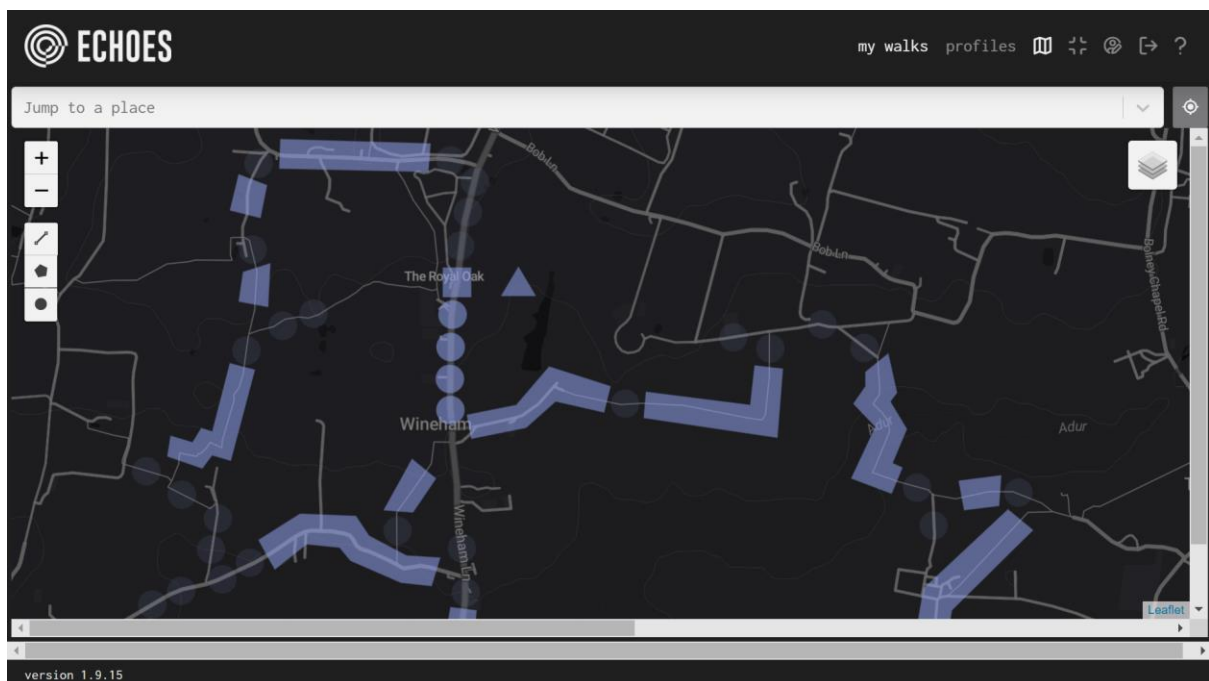 ECHOES
my walks profiles
?
Jump to a place
+
−
Bob Ln
Bob Ln
Bolney Chapel Rd
The Royal Oak
Wineham
Adur
Adur
Wineham Ln
Leaflet
version 1.9.15